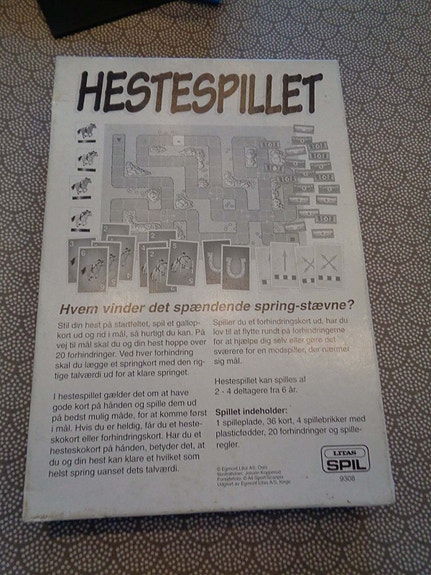 HESTESPILLET
Hvem vinder det spændende spring-stævne?
Stil din hest på startfeltet, spil et galop-
kort ud og rid i mål, så hurtigt du kan. På
vej til mål skal du og din hest hoppe over
20 forhindringer. Ved hver forhindring
skal du lægge et springkort med den rig-
tige talværdi ud for at klare springet.
I hestespillet gælder det om at have
gode kort på hånden og spille dem ud
på bedst mulig måde, for at komme først
i mål. Hvis du er heldig, får du et heste-
skokort eller forhindringskort. Har du et
hesteskokort på hånden, betyder det, at
du og din hest kan klare et hvilket som
helst spring uanset dets talværdi.
Spiller du et forhindringskort ud, har du
lov til at flytte rundt på forhindringerne
for at hjælpe dig selv eller gøre det
sværere for en modspiller, der nærmer
sig mål.
Hestespillet kan spilles af
2 - 4 deltagere fra 6 år.
Spillet indeholder:
1 spilleplade, 36 kort, 4 spilebrikker med
plasticfødder, 20 forhindringer og spille-
regler.
© Egmont Litas AS, Oslo
LITAS
SPIL
9308